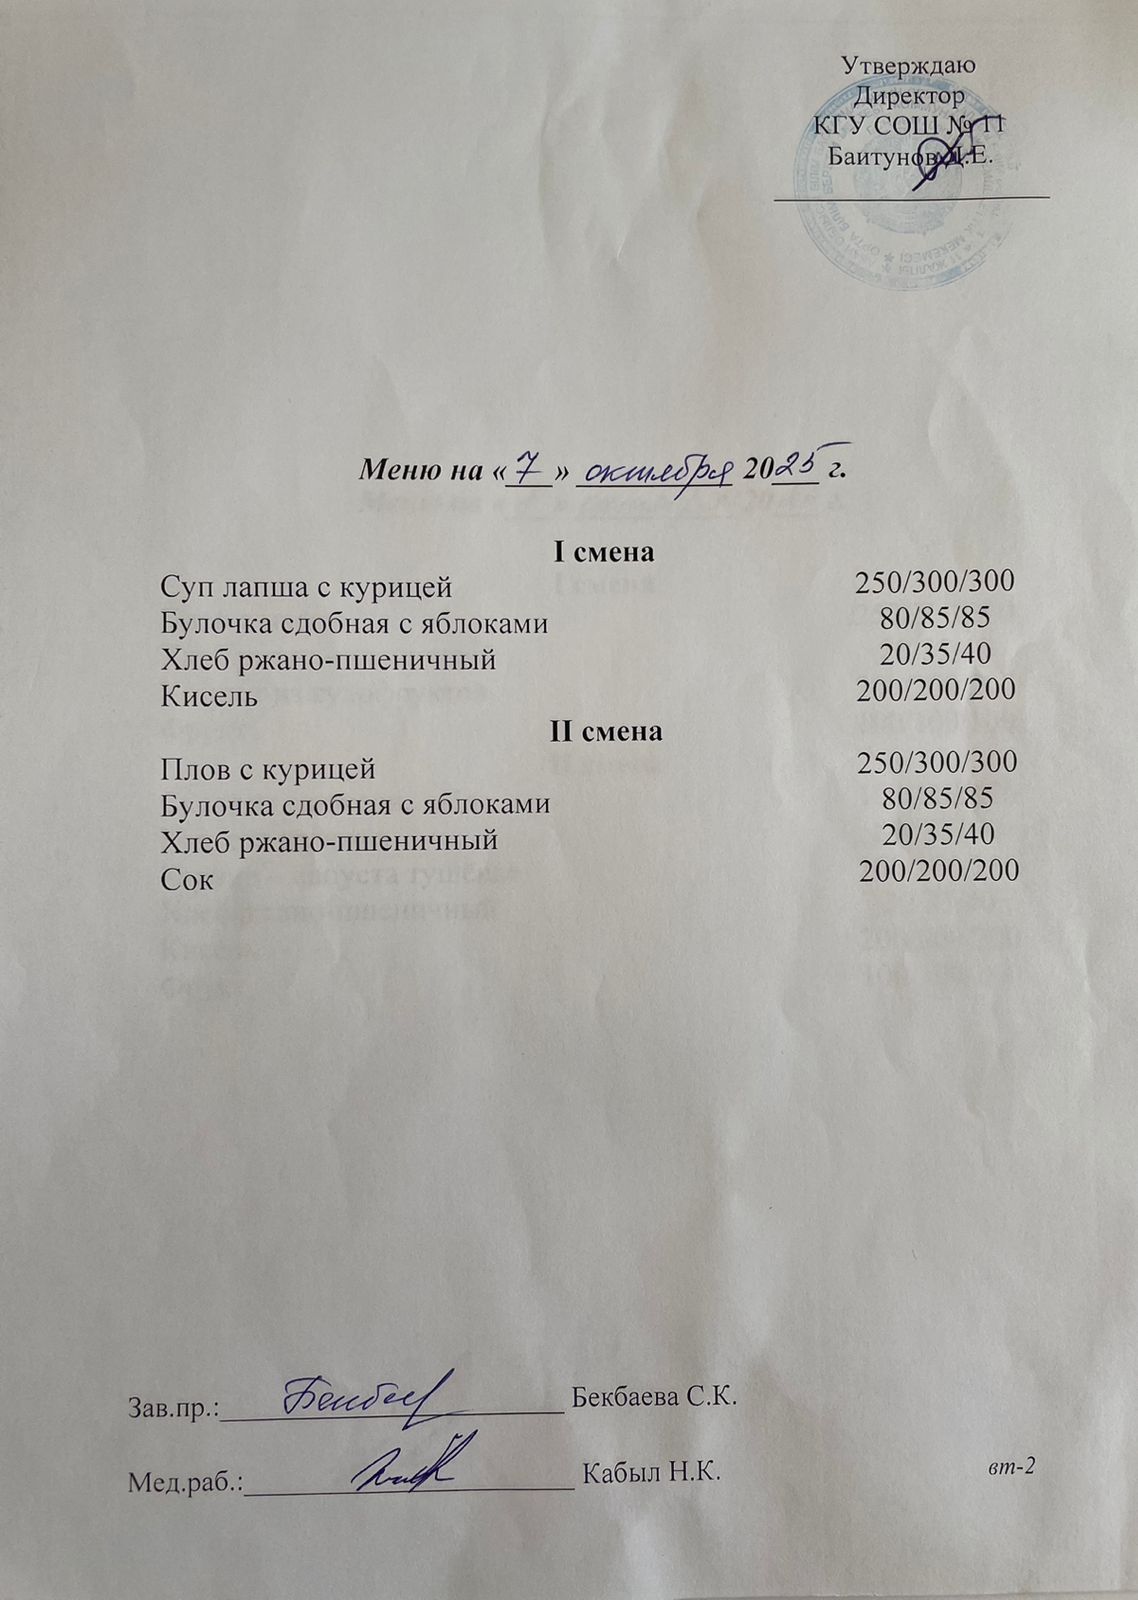 Утверждаю
Директор
КГУ СОШ № 11
Баитунов Д.Е.
Меню на «7» октября 2025 г.
I смена
Суп лапша с курицей 250/300/300
Булочка сдобная с яблоками 80/85/85
Хлеб ржано-пшеничный 20/35/40
Кисель 200/200/200
II смена
Плов с курицей 250/300/300
Булочка сдобная с яблоками 80/85/85
Хлеб ржано-пшеничный 20/35/40
Сок 200/200/200
Зав.пр.: Бекбаева С.К.
Мед.раб.: Кабыл Н.К.
вт-2